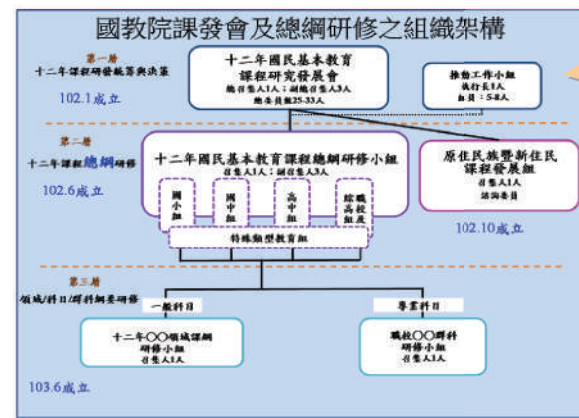 國教院課發會及總綱研修之組織架構
第一層
十二年課程研發統籌與決策
102.1成立
十二年國民基本教育
課程研究發展會
總召集人1人；副總召集人3人
總委員數25-33人
推動工作小組
執行長1人
組員：5-8人
第二層
十二年課程總綱研修
102.6成立
十二年國民基本教育課程總綱研修小組
召集人1人；副召集人3人
國小組
國中組
高中組
綜高組
職校及
特殊類型教育組
原住民族暨新住民
課程發展組
召集人1人
諮詢委員
102.10成立
第三層
領域/科目/群科綱要研修
一般科目
專業科目
十二年〇〇領域課綱
研修小組
召集人1人
職校〇〇群科
研修小組
召集人1人
103.6成立